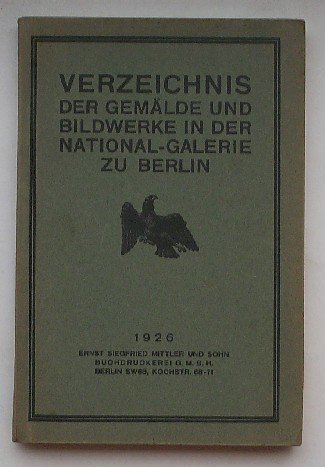 VERZEICHNIS
DER GEMÄLDE UND
BILDWERKE IN DER
NATIONAL-GALERIE
ZU BERLIN
1926
ERNST SIEGFRIED MITTLER UND SOHN
BUCHDRUCKEREI G. M. B. H.
BERLIN SW68, KOCHSTR. 68-71